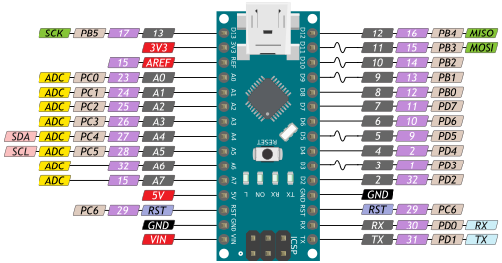 SCK PB5 17 13 D13 D12 12 16 PB4 MISO
3V3 3V3 D11 11 15 PB3 MOSI
15 AREF REF D10 10 14 PB2
ADC PC0 23 A0 A0 D9 9 13 PB1
ADC PC1 24 A1 A1 D8 8 12 PB0
ADC PC2 25 A2 A2 D7 7 11 PD7
ADC PC3 26 A3 A3 D6 6 10 PD6
SDA ADC PC4 27 A4 A4 D5 5 9 PD5
RESET
SCL ADC PC5 28 A5 A5 D4 4 2 PD4
ADC 32 A6 A6 D3 3 1 PD3
ADC 15 A7 A7 D2 2 32 PD2
L ON RX TX
5V 5V GND GND
PC6 29 RST RST RST RST 29 PC6
GND GND RX RX 30 PD0 RX
VIN VIN TX TX 31 PD1 TX
ICSP